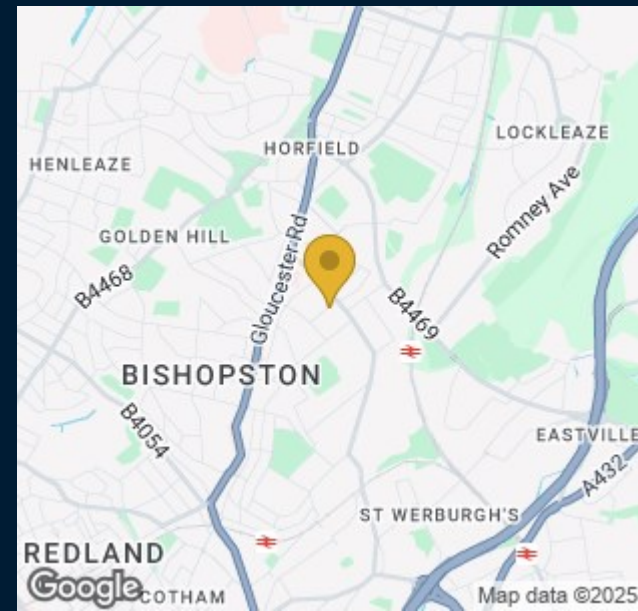 LOCKLEAZE
HORFIELD
HENLEAZE
Romney Ave
GOLDEN HILL
Gloucester Rd
B4468
B4469
BISHOPSTON
B4054
EASTVILLE
A432
ST WERBURGH'S
REDLAND
COTHAM
Google
Map data ©2025